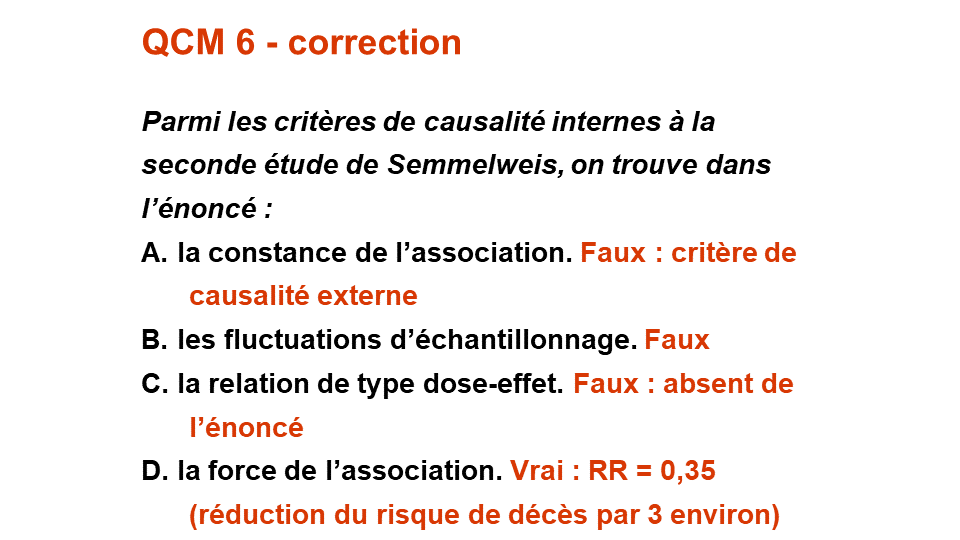 QCM 6 - correction
Parmi les critères de causalité internes à la
seconde étude de Semmelweis, on trouve dans
l’énoncé :
A. la constance de l’association. Faux : critère de
causalité externe
B. les fluctuations d’échantillonnage. Faux
C. la relation de type dose-effet. Faux : absent de
l’énoncé
D. la force de l’association. Vrai : RR = 0,35
(réduction du risque de décès par 3 environ)